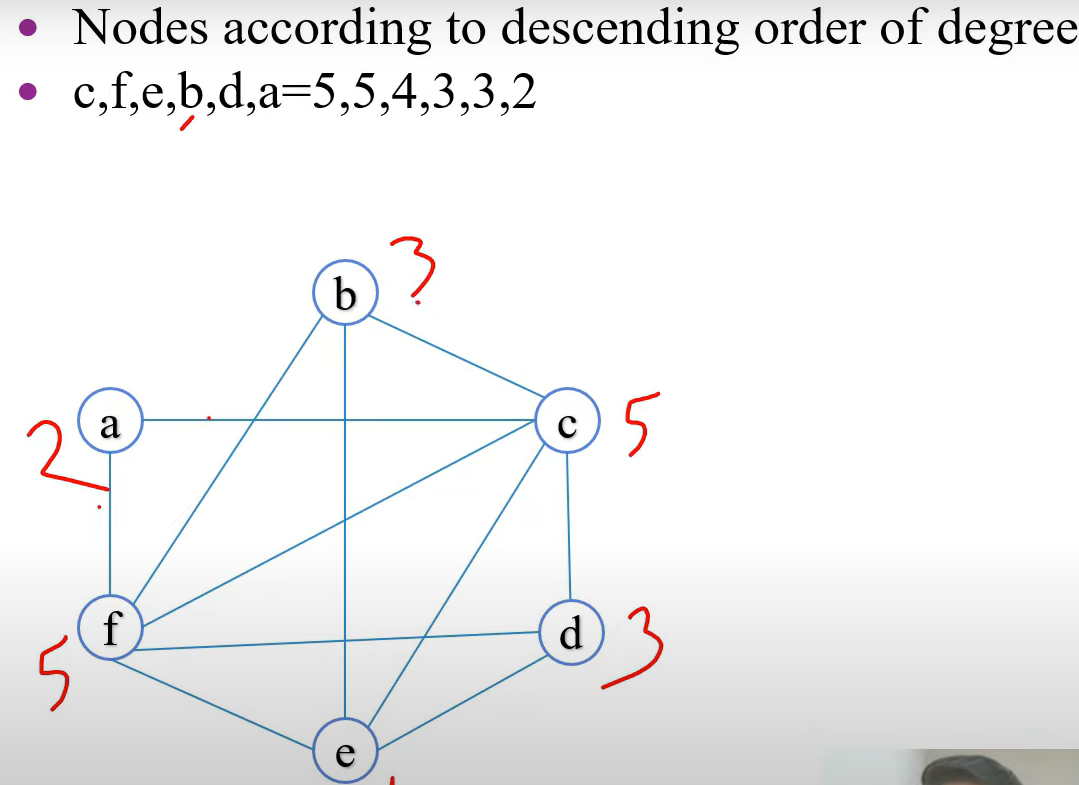 • Nodes according to descending order of degree
• c,f,e,b,d,a=5,5,4,3,3,2
b 3
a 2
c 5
f 5
d 3
e